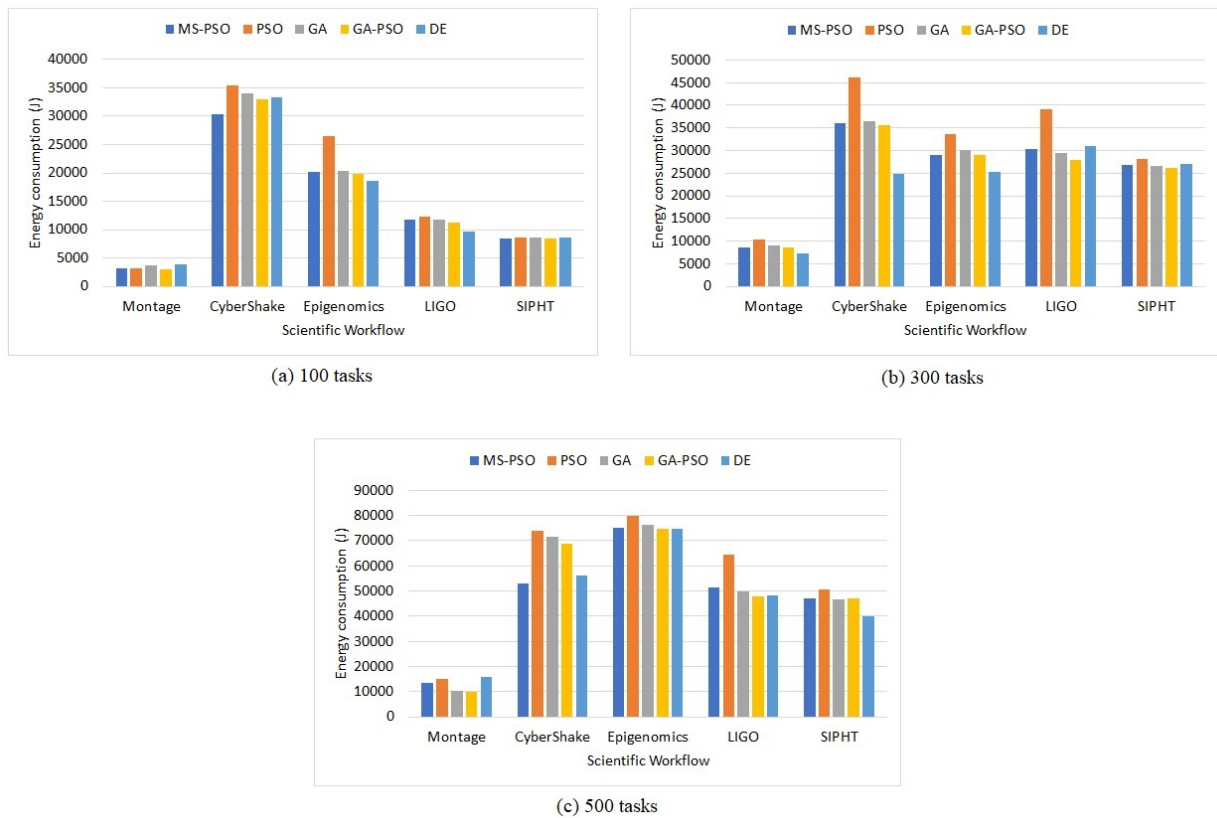 MS-PSO PSO GA GA-PSO DE
40000
35000
30000
25000
20000
15000
10000
5000
0
Energy consumption (J)
Montage CyberShake Epigenomics LIGO SIPHT
Scientific Workflow
(a) 100 tasks
MS-PSO PSO GA GA-PSO DE
50000
45000
40000
35000
30000
25000
20000
15000
10000
5000
0
Energy consumption (J)
Montage CyberShake Epigenomics LIGO SIPHT
Scientific Workflow
(b) 300 tasks
MS-PSO PSO GA GA-PSO DE
90000
80000
70000
60000
50000
40000
30000
20000
10000
0
Energy consumption (J)
Montage CyberShake Epigenomics LIGO SIPHT
Scientific Workflow
(c) 500 tasks